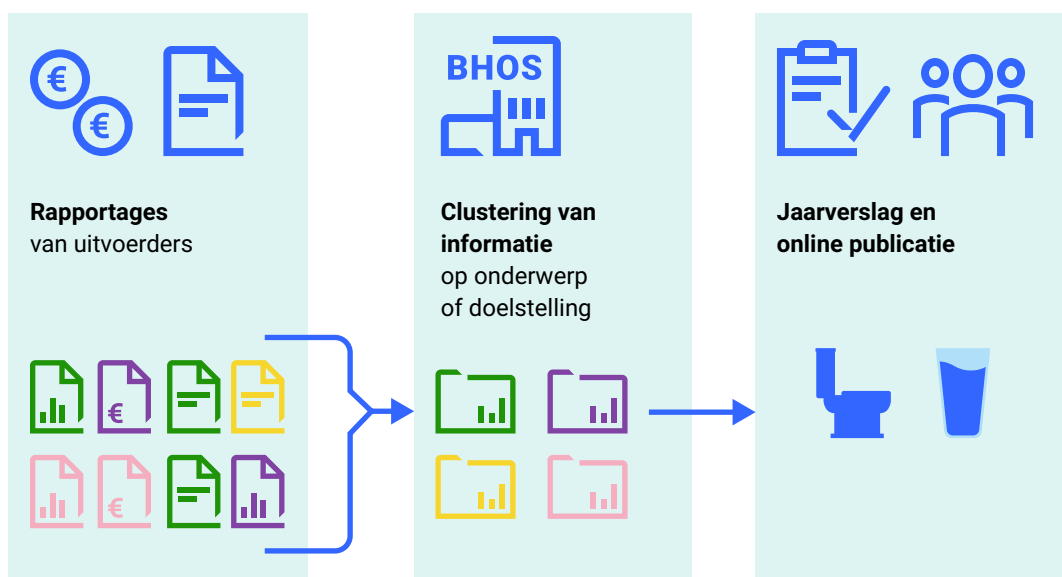 €
€
BHOS
Rapportages
van uitvoerders
Clustering van
informatie
op onderwerp
of doelstelling
Jaarverslag en
online publicatie
€
€